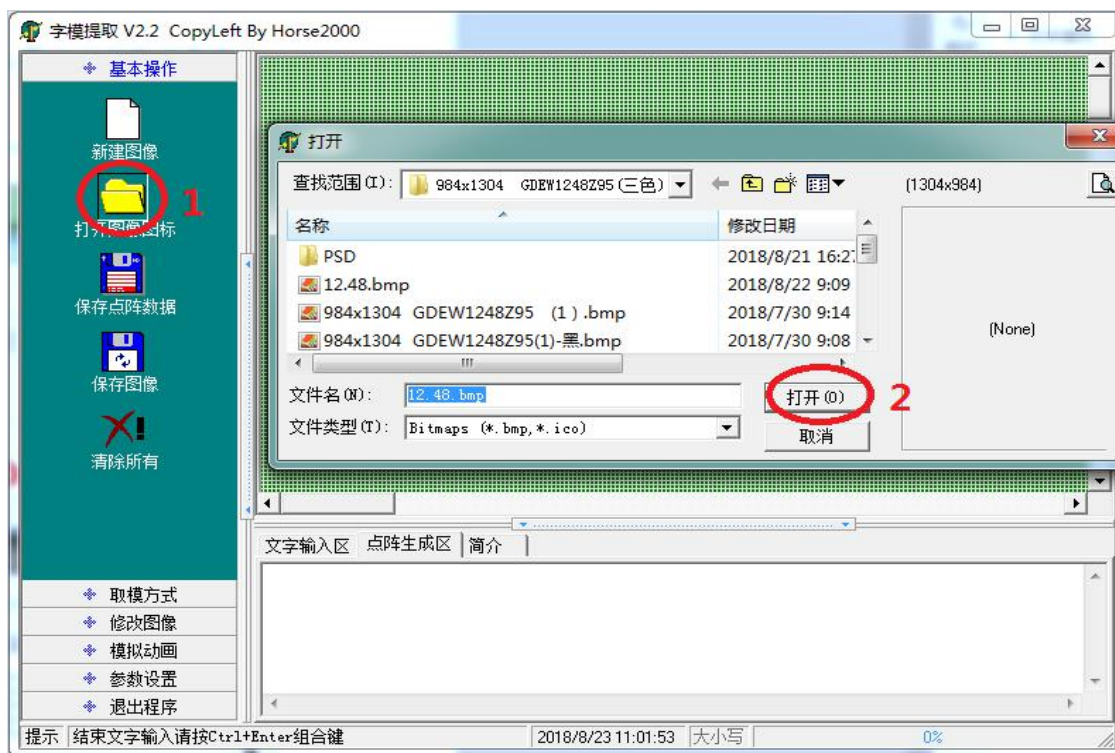 字模提取 V2.2 CopyLeft By Horse2000
基本操作
新建图像
1
打开图像图标
保存点阵数据
保存图像
清除所有
取模方式
修改图像
模拟动画
参数设置
退出程序
打开
查找范围(I): 984x1304 GDEW1248Z95(三色)
(1304x984)
名称 修改日期
PSD 2018/8/21 16:27
12.48.bmp 2018/8/22 9:09
984x1304 GDEW1248Z95 (1).bmp 2018/7/30 9:14
984x1304 GDEW1248Z95(1)-黑.bmp 2018/7/30 9:08
(None)
文件名(N): 12.48.bmp 打开(O) 2
文件类型(T): Bitmaps (*.bmp,*.ico) 取消
文字输入区 点阵生成区 简介
提示 结束文字输入请按Ctrl+Enter组合键 2018/8/23 11:01:53 大小写 0%